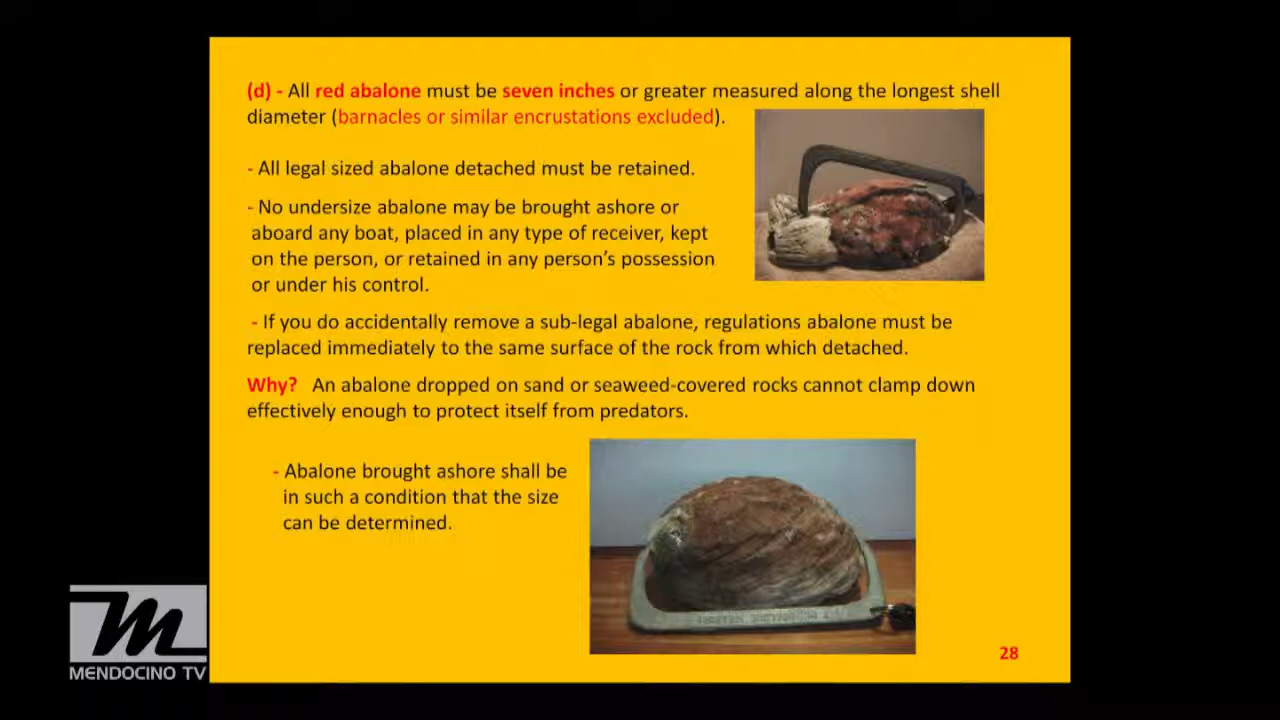 (d) - All red abalone must be seven inches or greater measured along the longest shell
diameter (barnacles or similar encrustations excluded).
- All legal sized abalone detached must be retained.
- No undersize abalone may be brought ashore or
aboard any boat, placed in any type of receiver, kept
on the person, or retained in any person's possession
or under his control.
- If you do accidentally remove a sub-legal abalone, regulations abalone must be
replaced immediately to the same surface of the rock from which detached.
Why? An abalone dropped on sand or seaweed-covered rocks cannot clamp down
effectively enough to protect itself from predators.
- Abalone brought ashore shall be
in such a condition that the size
can be determined.
28
M
MENDOCINO TV